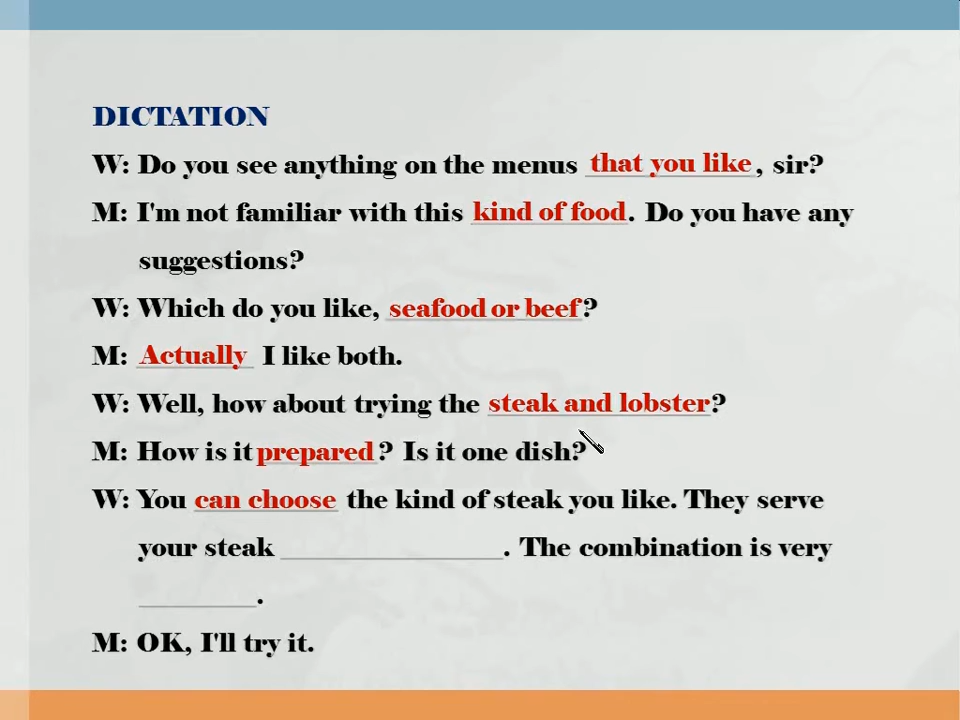 DICTATION
W: Do you see anything on the menus that you like, sir?
M: I'm not familiar with this kind of food. Do you have any
suggestions?
W: Which do you like, seafood or beef?
M: Actually I like both.
W: Well, how about trying the steak and lobster?
M: How is it prepared? Is it one dish?
W: You can choose the kind of steak you like. They serve
your steak ________________. The combination is very
________.
M: OK, I'll try it.